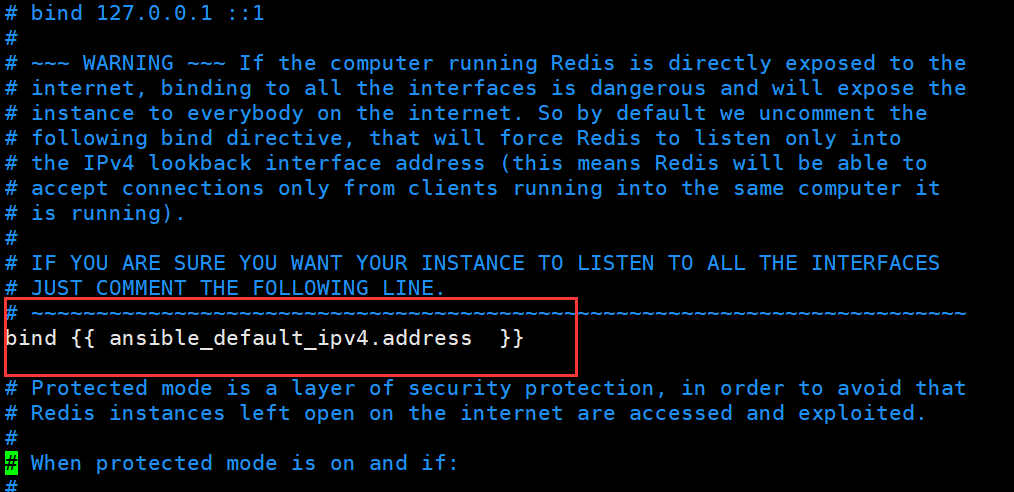 # bind 127.0.0.1 ::1
#
# ~~~ WARNING ~~~ If the computer running Redis is directly exposed to the
# internet, binding to all the interfaces is dangerous and will expose the
# instance to everybody on the internet. So by default we uncomment the
# following bind directive, that will force Redis to listen only into
# the IPv4 lookback interface address (this means Redis will be able to
# accept connections only from clients running into the same computer it
# is running).
#
# IF YOU ARE SURE YOU WANT YOUR INSTANCE TO LISTEN TO ALL THE INTERFACES
# JUST COMMENT THE FOLLOWING LINE.
# ~~~~~~~~~~~~~~~~~~~~~~~~~~~~~~~~~~~~~~~~~~~~~~~~~~~~~~~~~~~~~~~~~~~~~~~~
bind {{ ansible_default_ipv4.address  }}

# Protected mode is a layer of security protection, in order to avoid that
# Redis instances left open on the internet are accessed and exploited.
#
# When protected mode is on and if:
#